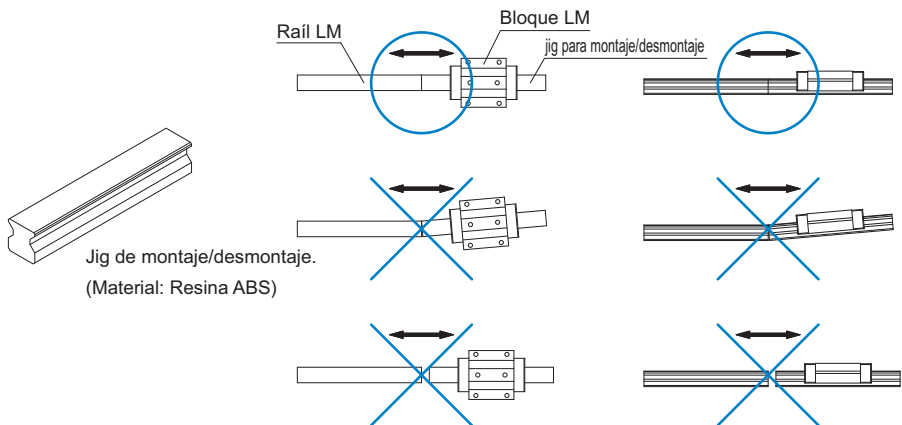 Raíl LM
Bloque LM
jig para montaje/desmontaje
Jig de montaje/desmontaje.
(Material: Resina ABS)